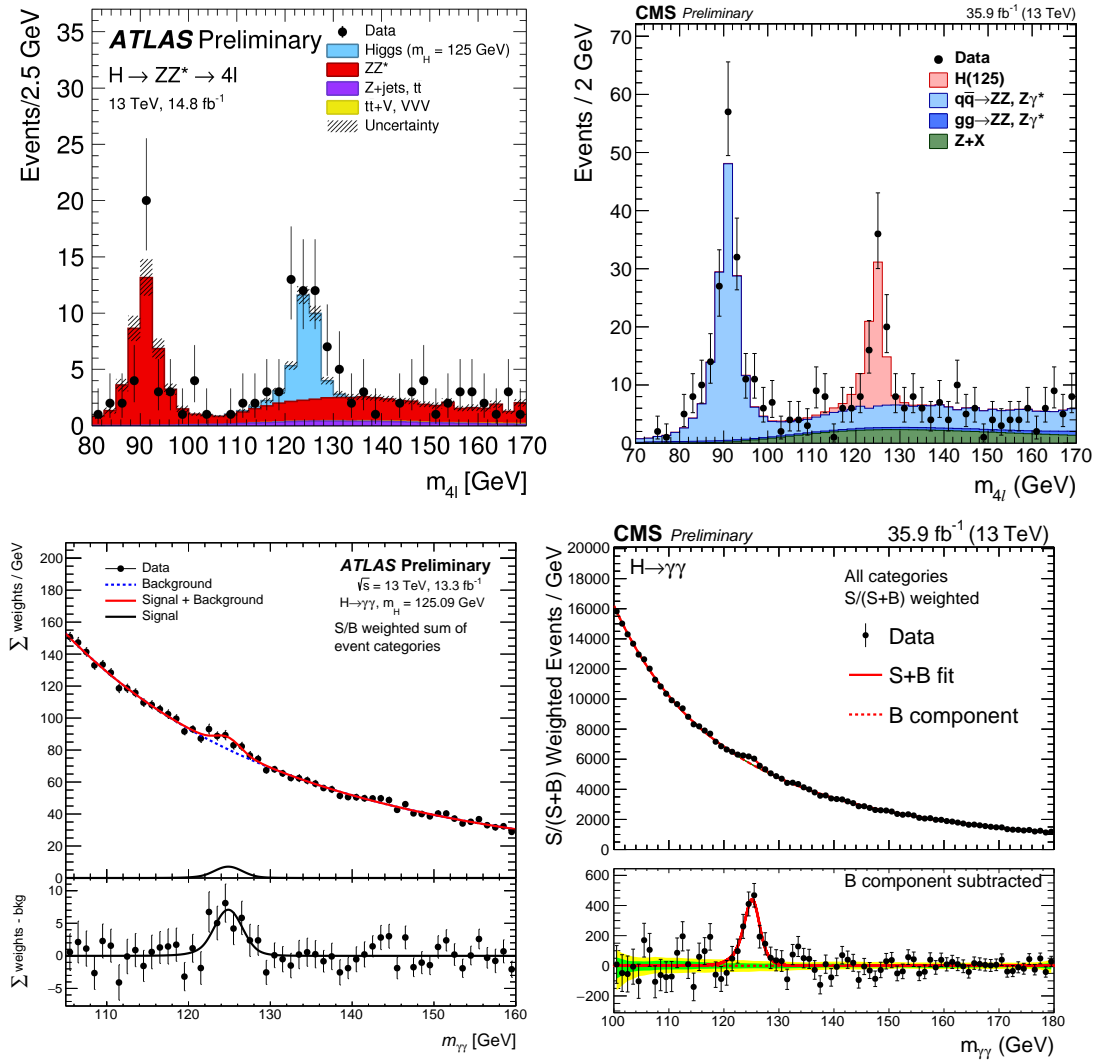 ATLAS Preliminary
H → ZZ* → 4l
13 TeV, 14.8 fb⁻¹
Data
Higgs (m_H = 125 GeV)
ZZ*
Z+jets, tt
tt+V, VVV
Uncertainty
Events/2.5 GeV
35
30
25
20
15
10
5
0
80 90 100 110 120 130 140 150 160 170
m_4l [GeV]
CMS Preliminary
35.9 fb⁻¹ (13 TeV)
Data
H(125)
qq̄→ZZ, Zγ*
gg→ZZ, Zγ*
Z+X
Events / 2 GeV
70
60
50
40
30
20
10
0
70 80 90 100 110 120 130 140 150 160 170
m_4l (GeV)
Data
Background
Signal + Background
Signal
ATLAS Preliminary
√s = 13 TeV, 13.3 fb⁻¹
H→γγ, m_H = 125.09 GeV
S/B weighted sum of
event categories
∑ weights / GeV
200
180
160
140
120
100
80
60
40
20
0
∑ weights - bkg
10
5
0
−5
110 120 130 140 150 160
m_γγ [GeV]
CMS Preliminary
35.9 fb⁻¹ (13 TeV)
H→γγ
All categories
S/(S+B) weighted
Data
S+B fit
B component
S/(S+B) Weighted Events / GeV
20000
18000
16000
14000
12000
10000
8000
6000
4000
2000
0
B component subtracted
600
400
200
0
−200
100 110 120 130 140 150 160 170 180
m_γγ (GeV)